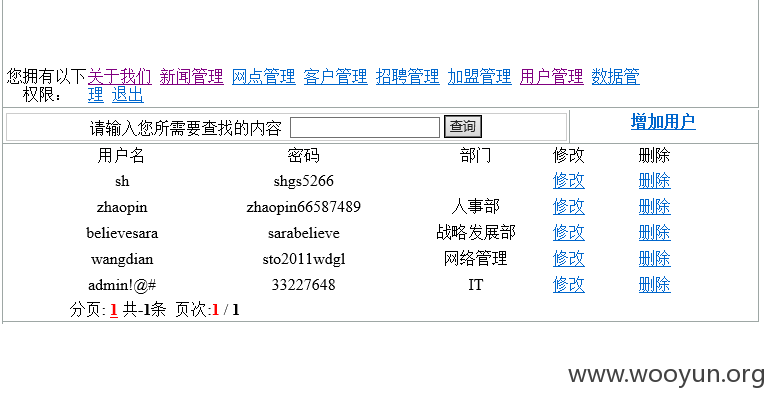 您拥有以下权限： 关于我们 新闻管理 网点管理 客户管理 招聘管理 加盟管理 用户管理 数据管理 退出
请输入您所需要查找的内容 查询 增加用户
用户名 密码 部门 修改 删除
sh shgs5266 修改 删除
zhaopin zhaopin66587489 人事部 修改 删除
believesara sarabelieve 战略发展部 修改 删除
wangdian sto2011wdgl 网络管理 修改 删除
admin!@# 33227648 IT 修改 删除
分页: 1 共-1条 页次:1 / 1
www.wooyun.org